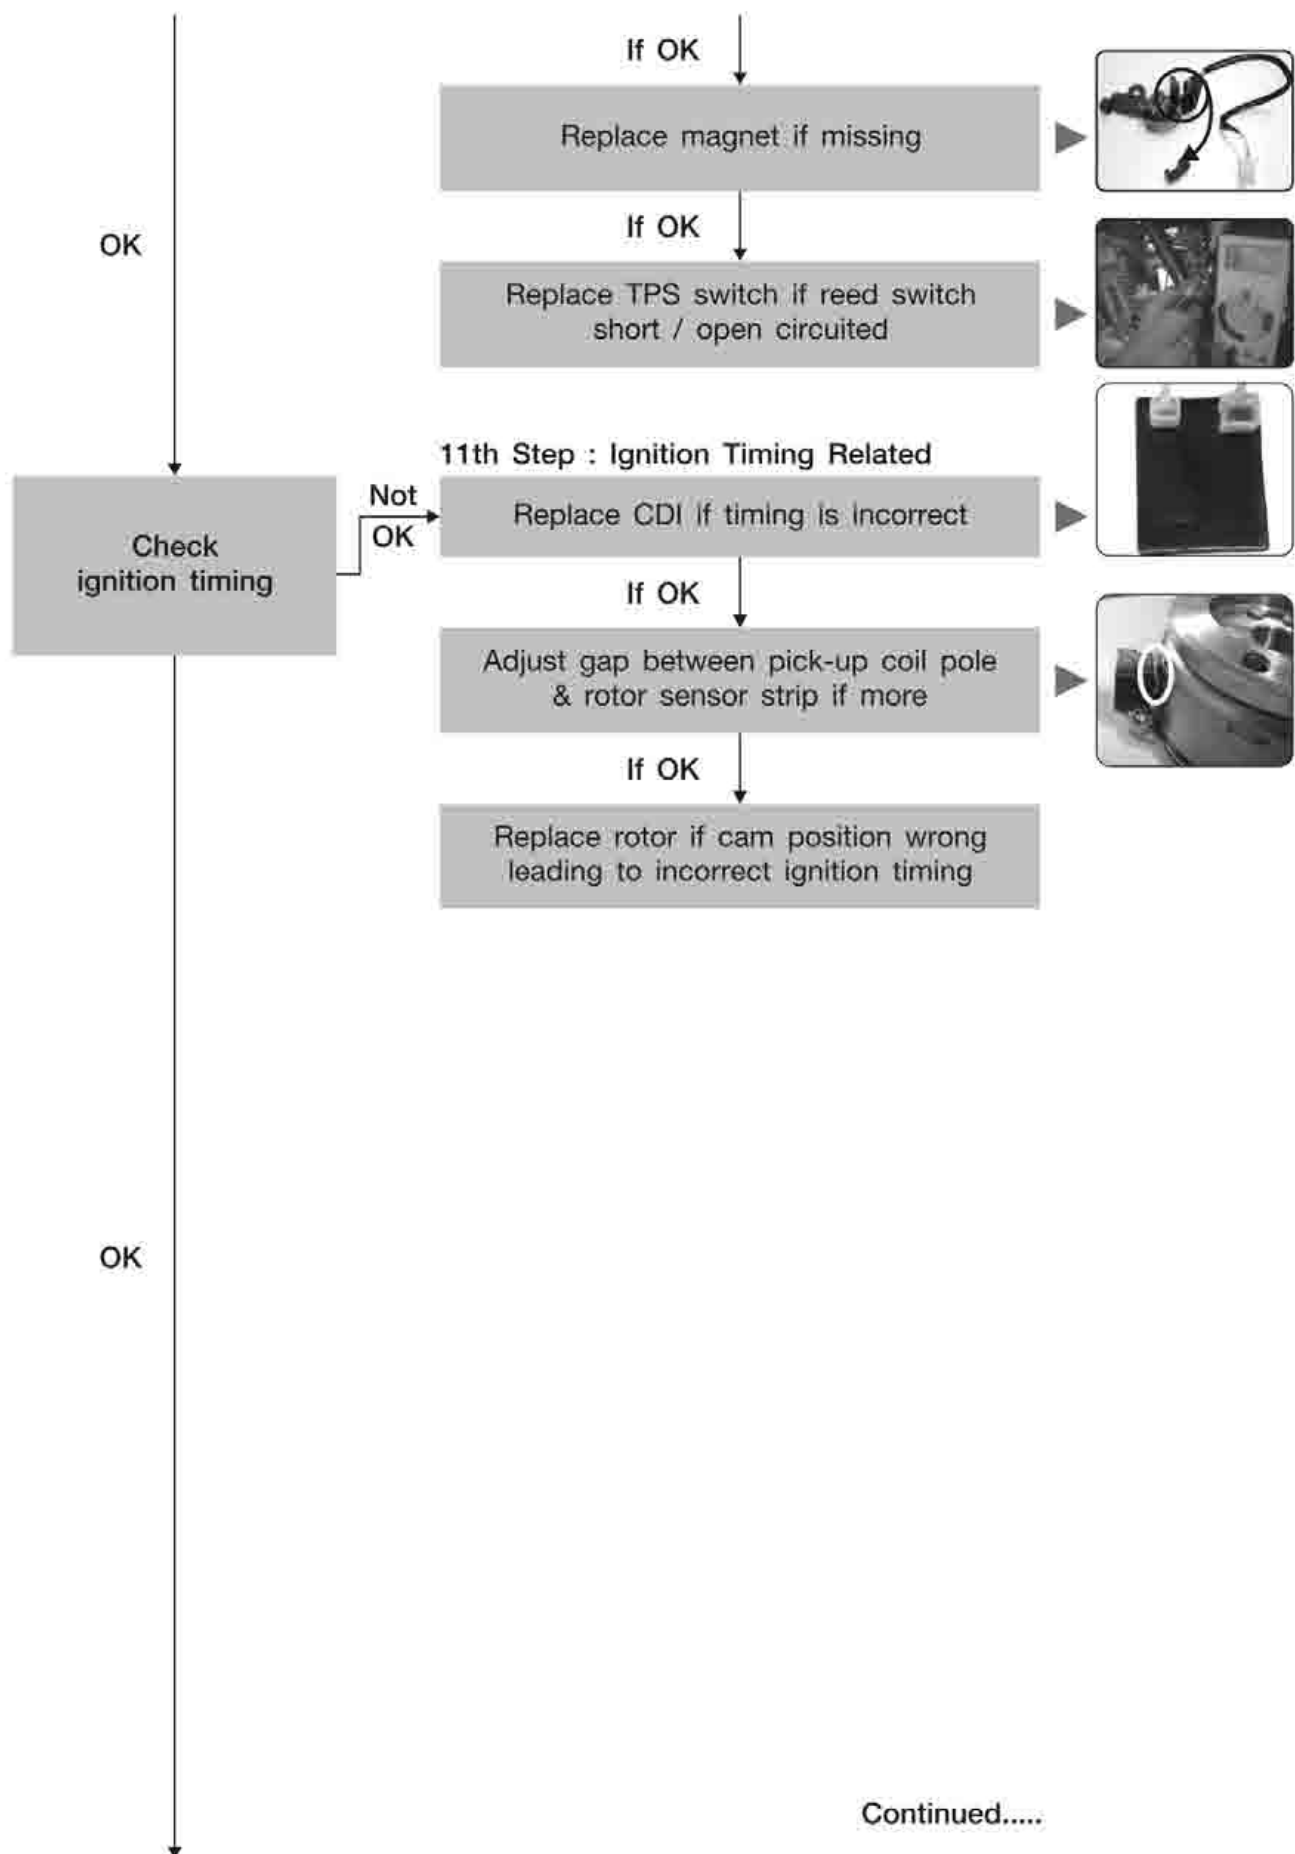 If OK
Replace magnet if missing
OK
If OK
Replace TPS switch if reed switch
short / open circuited
11th Step : Ignition Timing Related
Not
OK
Replace CDI if timing is incorrect
Check
ignition timing
If OK
Adjust gap between pick-up coil pole
& rotor sensor strip if more
If OK
Replace rotor if cam position wrong
leading to incorrect ignition timing
OK
Continued.....